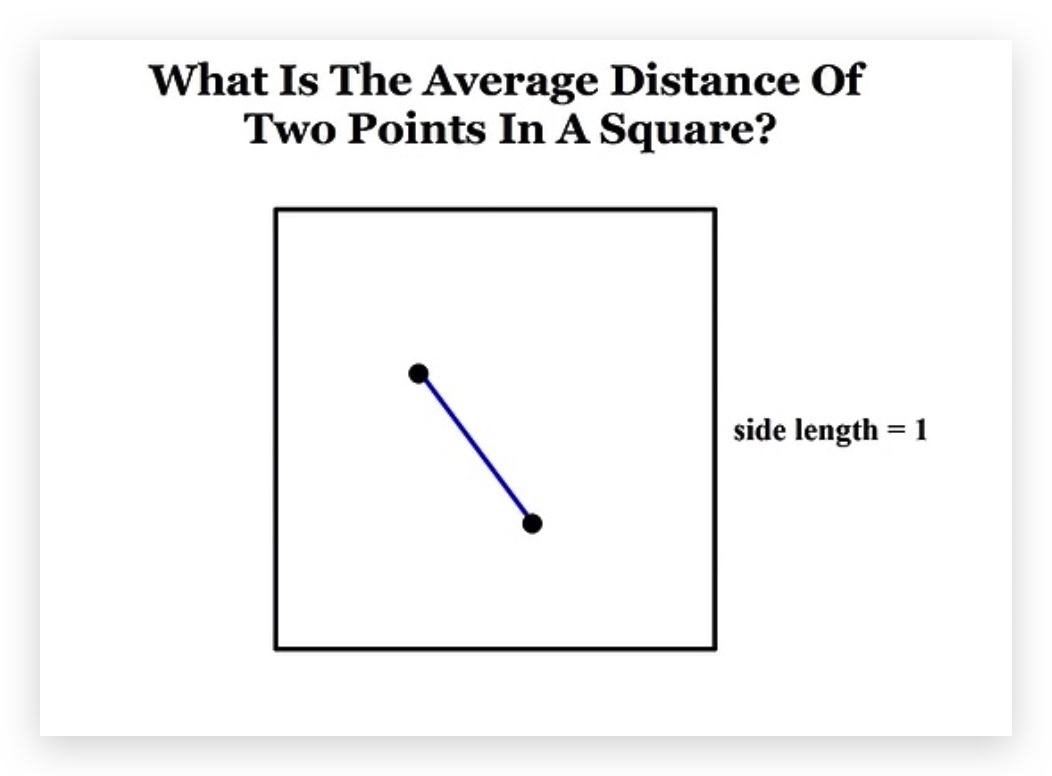 What Is The Average Distance Of
Two Points In A Square?
side length = 1